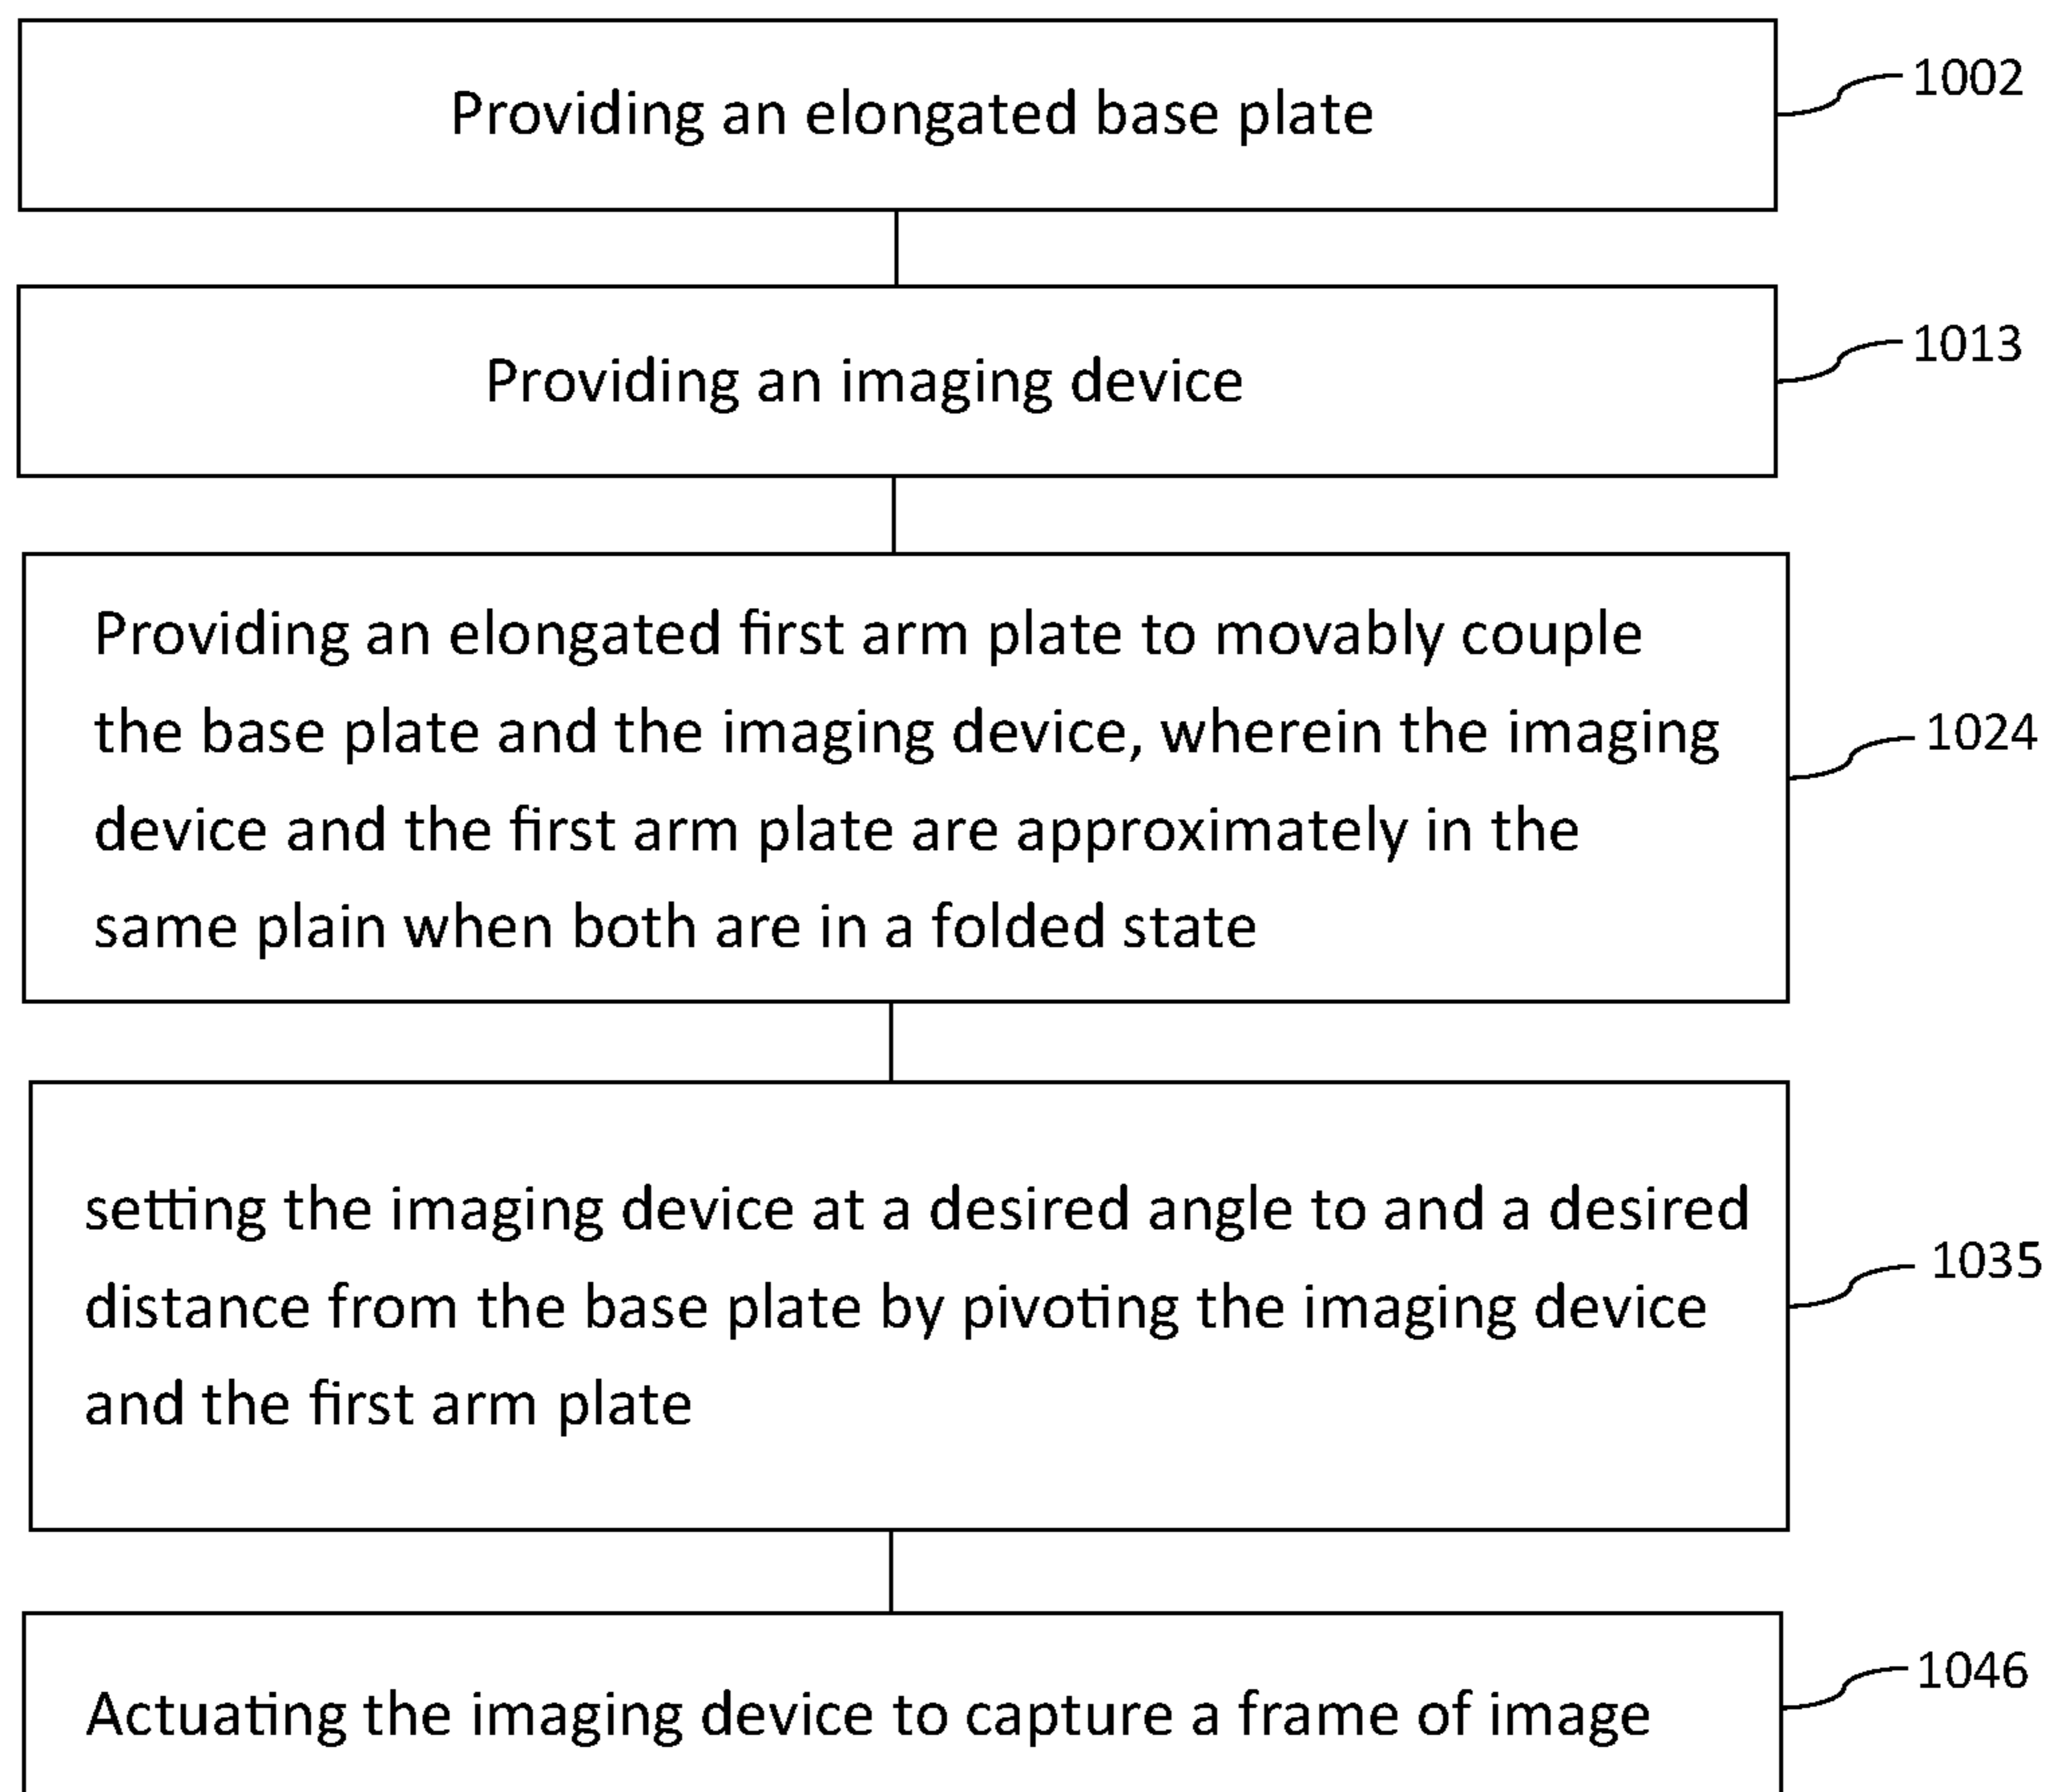 Providing an elongated base plate
1002
Providing an imaging device
1013
Providing an elongated first arm plate to movably couple
the base plate and the imaging device, wherein the imaging
device and the first arm plate are approximately in the
same plain when both are in a folded state
1024
setting the imaging device at a desired angle to and a desired
distance from the base plate by pivoting the imaging device
and the first arm plate
1035
Actuating the imaging device to capture a frame of image
1046